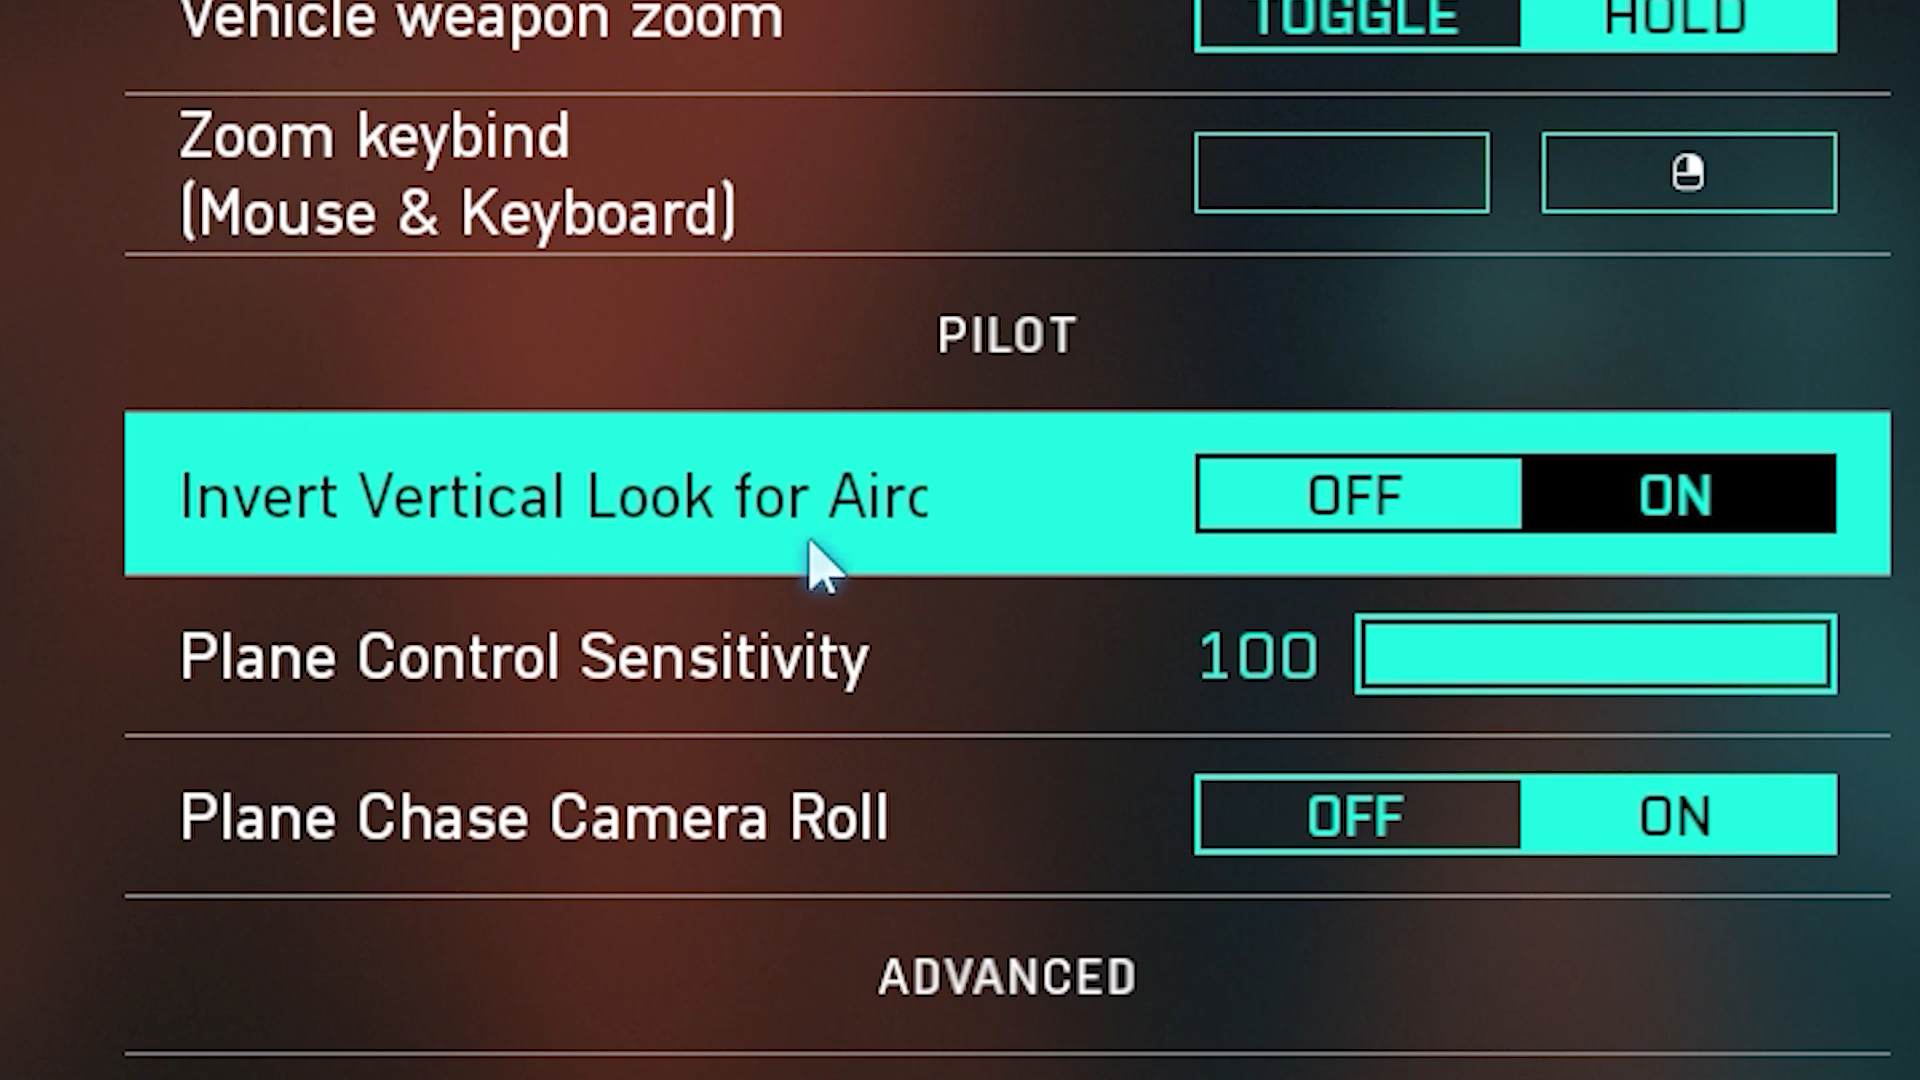 Vehicle weapon zoom TOGGLE HOLD
Zoom keybind
(Mouse & Keyboard)
PILOT
Invert Vertical Look for Airc OFF ON
Plane Control Sensitivity 100
Plane Chase Camera Roll OFF ON
ADVANCED